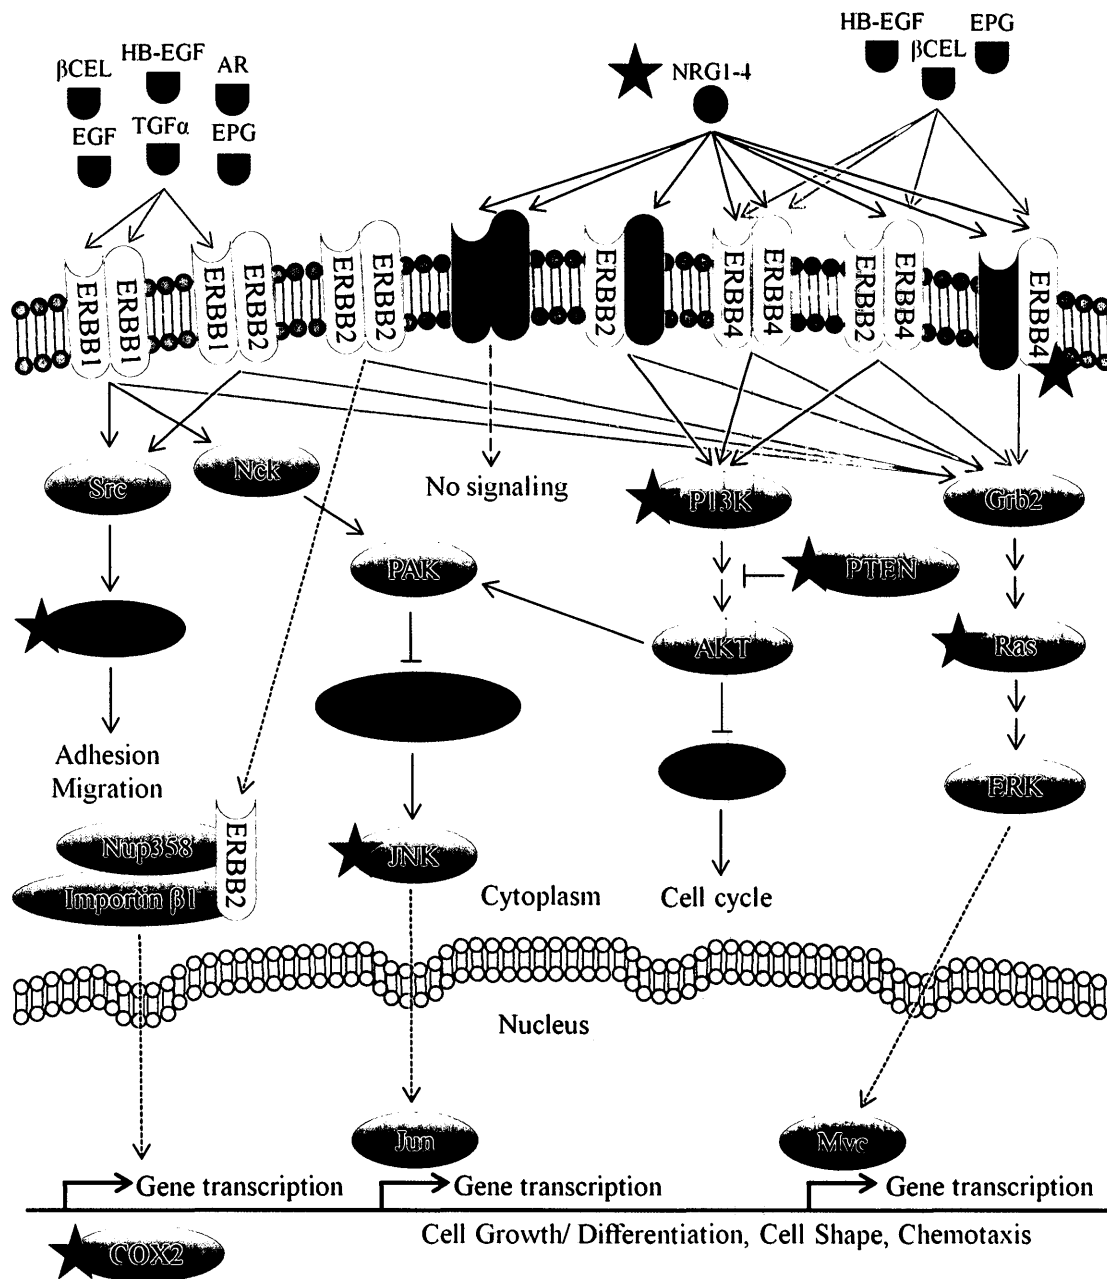 HB-EGF
βCEL
AR
EGF
TGFα
EPG
NRG1-4
HB-EGF
EPG
βCEL
ERBB1
ERBB1
ERBB1
ERBB2
ERBB2
ERBB2
ERBB2
ERBB4
ERBB4
ERBB2
ERBB4
ERBB4
Src
Nck
No signaling
P13K
Grb2
PAK
PTEN
AKT
Ras
Adhesion
Migration
ERK
Nup358
ERBB2
JNK
Importin β1
Cytoplasm
Cell cycle
Nucleus
Jun
Myc
Gene transcription
Gene transcription
Gene transcription
Cell Growth/ Differentiation, Cell Shape, Chemotaxis
COX2